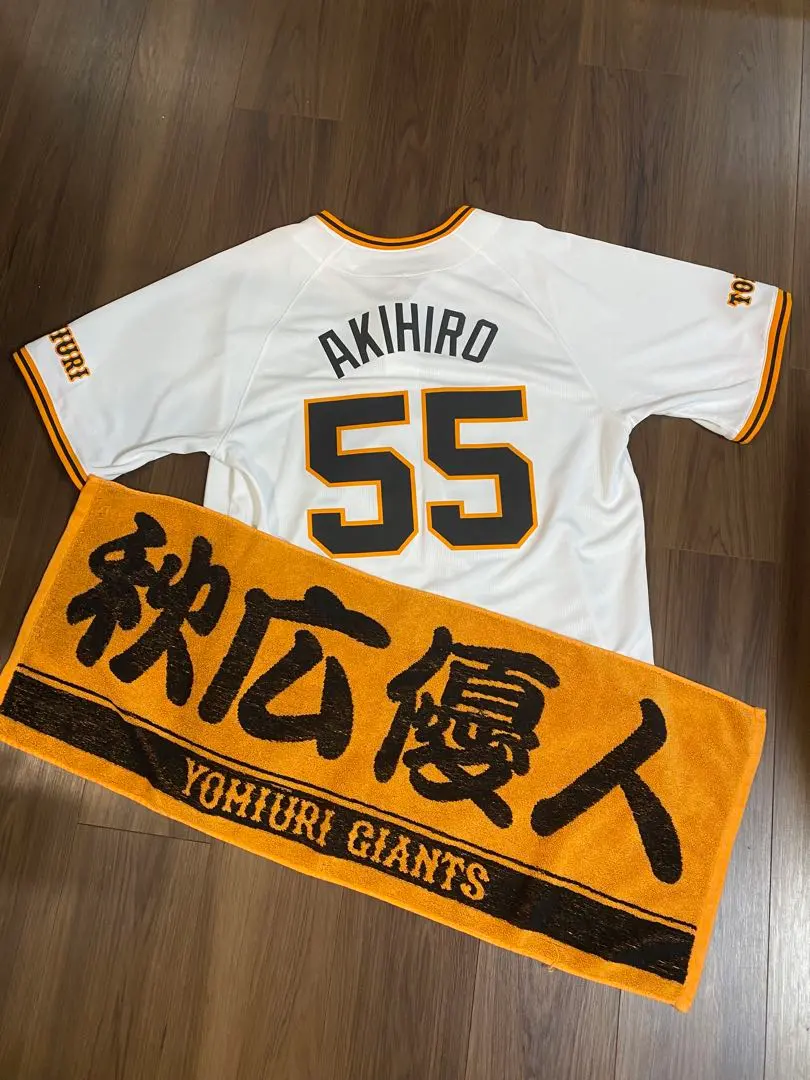 AKIHIRO
55
秋広優人
YOMIURI GIANTS